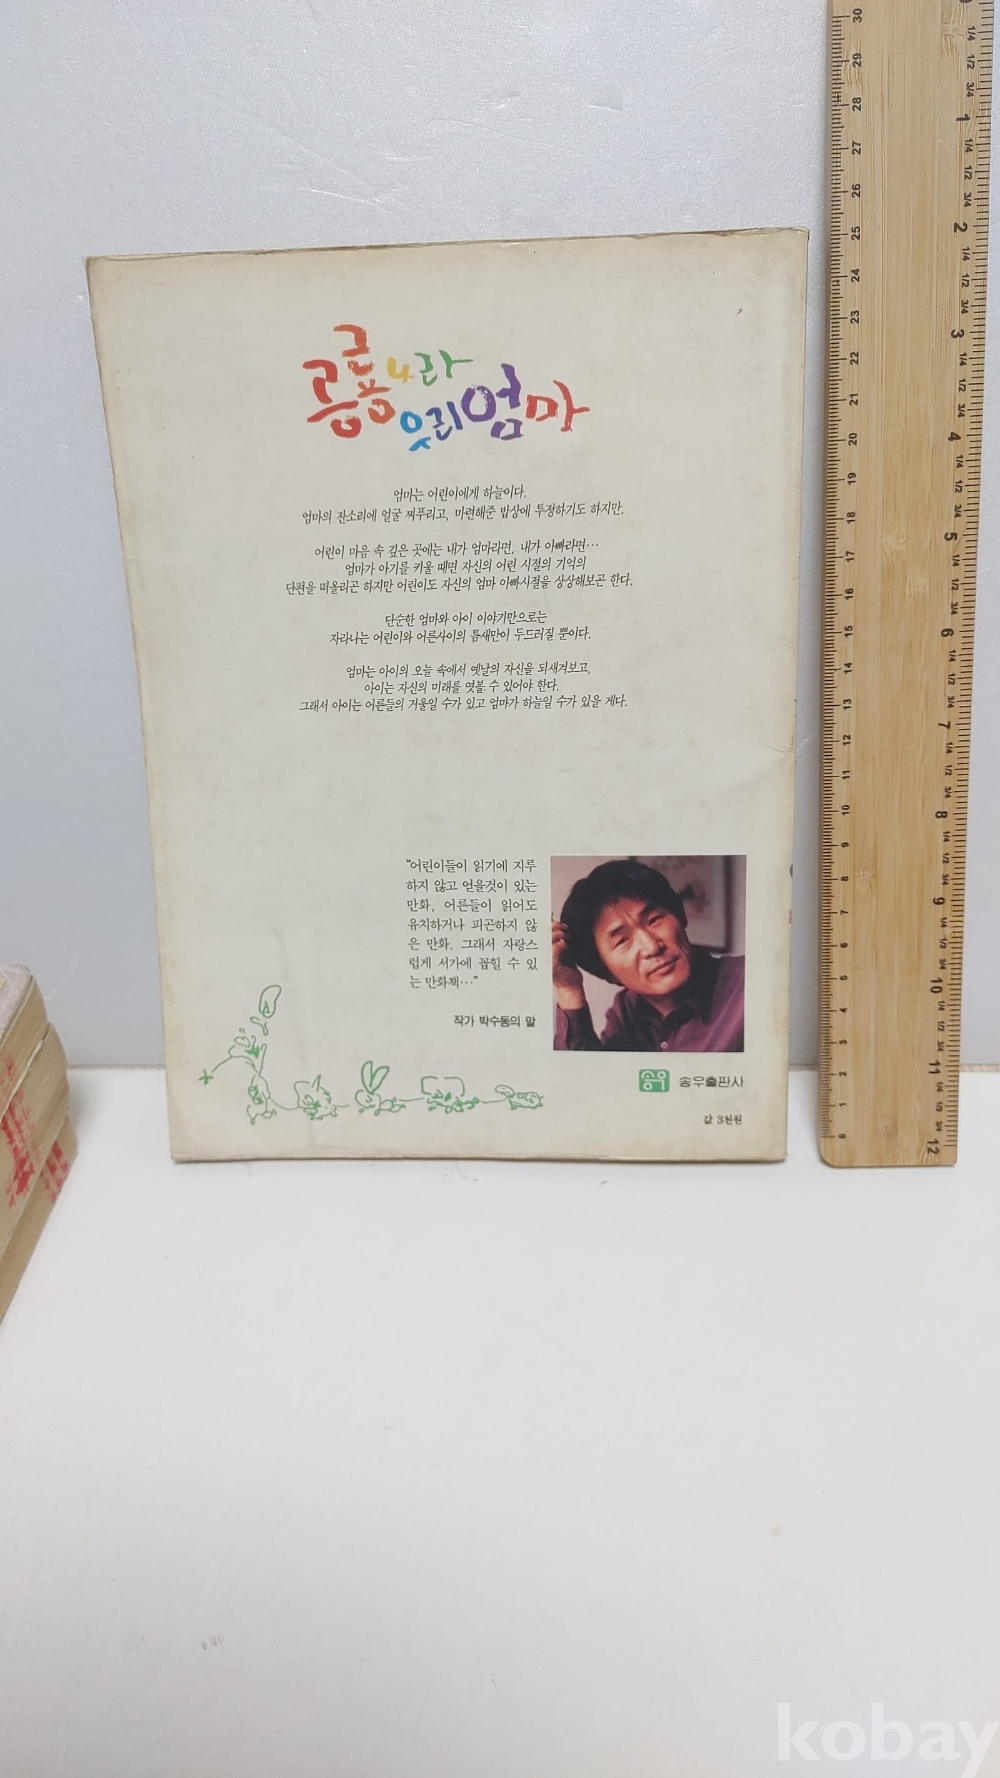 공룡나라
우리엄마
엄마는 어린이에게 하늘이다.
엄마의 잔소리에 얼굴 찌푸리고, 마련해준 밥상에 투정하기도 하지만.
어린이 마음 속 깊은 곳에는 내가 엄마라면, 내가 아빠라면…
엄마가 아기를 키울 때면 자신의 어린 시절의 기억의
단편을 떠올리곤 하지만 어린이도 자신의 엄마 아빠시절을 상상해보곤 한다.
단순한 엄마와 아이 이야기만으로는
자라나는 어린이와 어른사이의 틈새만이 두드러질 뿐이다.
엄마는 아이의 오늘 속에서 옛날의 자신을 되새겨보고,
아이는 자신의 미래를 엿볼 수 있어야 한다.
그래서 아이는 어른들의 거울일 수가 있고 엄마가 하늘일 수가 있을 게다.
"어린이들이 읽기에 지루
하지 않고 얻을것이 있는
만화, 어른들이 읽어도
유치하거나 피곤하지 않
은 만화. 그래서 자랑스
럽게 서가에 꼽힐 수 있
는 만화책…"
작가 박수동의 말
송우출판사
값 3천원
kobay